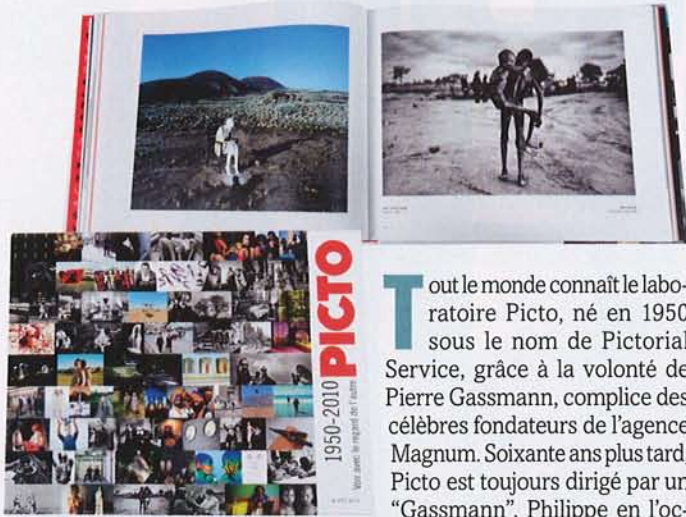 1950-2010 PICTO
Voir avec le regard de l'autre
Tout le monde connaît le labo-
ratoire Picto, né en 1950
sous le nom de Pictorial
Service, grâce à la volonté de
Pierre Gassmann, complice des
célèbres fondateurs de l'agence
Magnum. Soixante ans plus tard,
Picto est toujours dirigé par un
“Gassmann”, Philippe en l'oc-